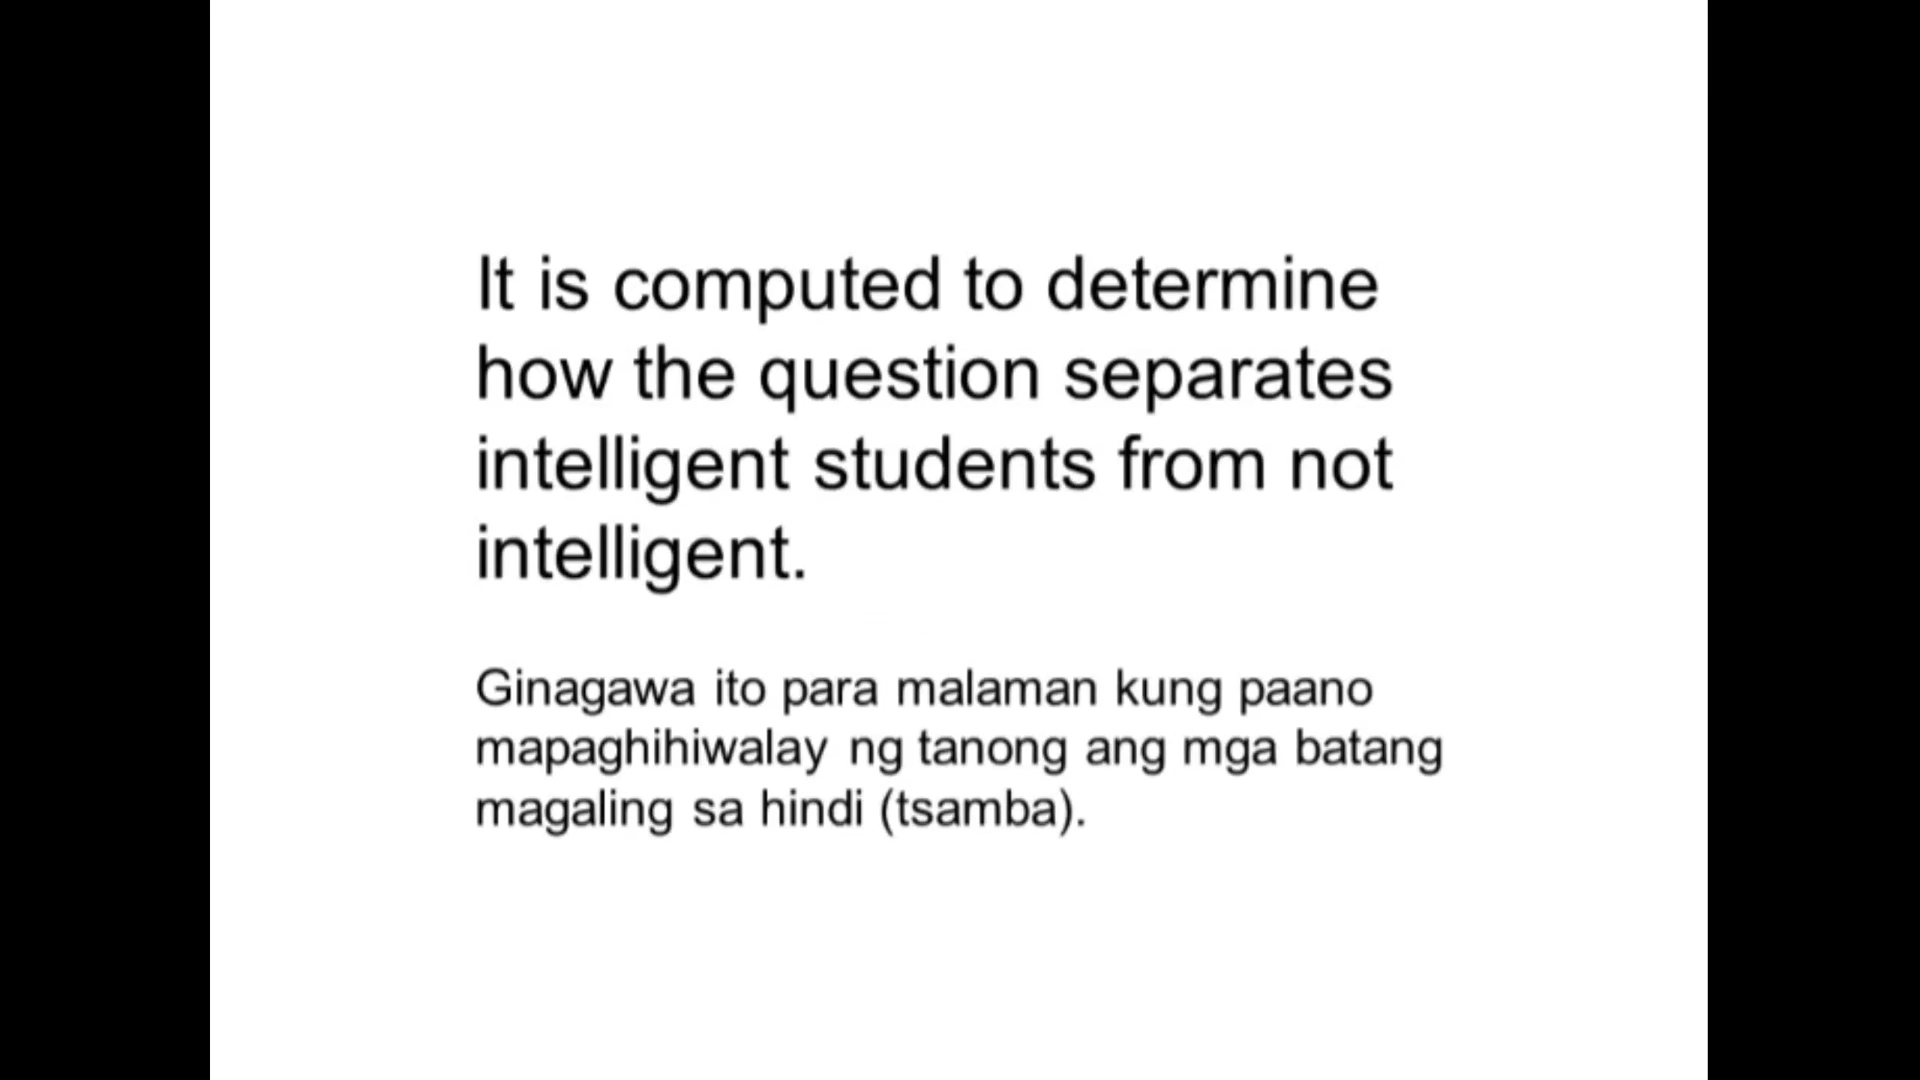 It is computed to determine
how the question separates
intelligent students from not
intelligent.
Ginagawa ito para malaman kung paano
mapaghihiwalay ng tanong ang mga batang
magaling sa hindi (tsamba).